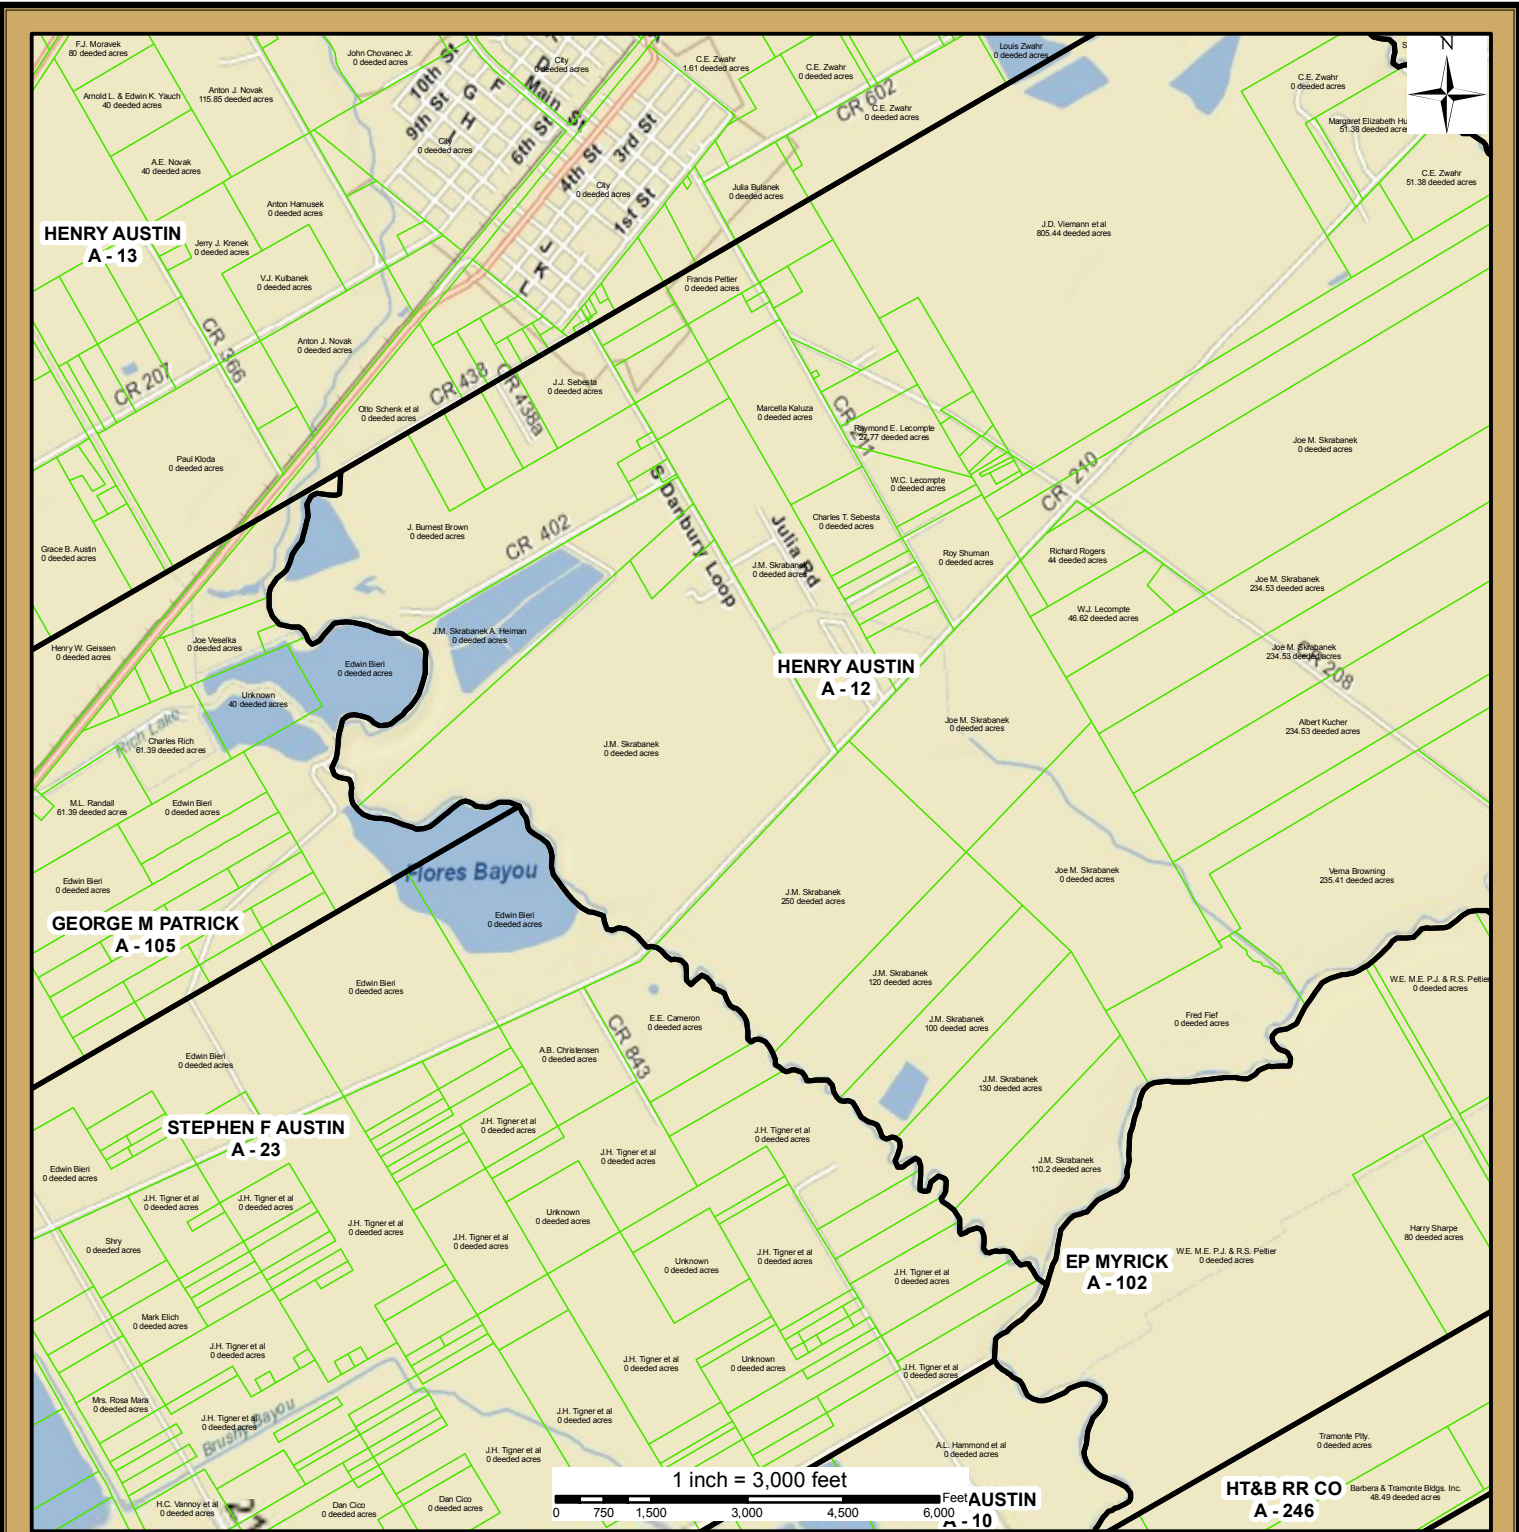 F.J. Moravek
80 deeded acres
John Chovanec Jr.
0 deeded acres
10th St
D
City
0 deeded acres
C.E. Zwahr
1.61 deeded acres
C.E. Zwahr
0 deeded acres
Louis Zwahr
0 deeded acres
N
C.E. Zwahr
0 deeded acres
Arnold L. & Edwin K. Yauch
40 deeded acres
Anton J. Novak
115.85 deeded acres
9th St
G
F
H
I
Main St
6th St
4th St
3rd St
1st St
CR 602
C.E. Zwahr
0 deeded acres
Margaret Elizabeth Hu
51.38 deeded acre
City
0 deeded acres
A.E. Novak
40 deeded acres
C.E. Zwahr
51.38 deeded acres
City
0 deeded acres
Julia Bulanek
0 deeded acres
Anton Hamusek
0 deeded acres
J.D. Viemann et al
805.44 deeded acres
HENRY AUSTIN
A - 13
Jerry J. Krenek
0 deeded acres
J
K
L
V.J. Kulbanek
0 deeded acres
Francis Peltier
0 deeded acres
CR 366
Anton J. Novak
0 deeded acres
CR 207
CR 438
CR 438a
J.J. Sebesta
0 deeded acres
Otto Schenk et al
0 deeded acres
Marcella Kaluza
0 deeded acres
CR 211
Raymond E. Lecompte
27.77 deeded acres
Joe M. Skrabanek
0 deeded acres
Paul Kloda
0 deeded acres
W.C. Lecompte
0 deeded acres
CR 210
S Danbury Loop
Julia Rd
Charles T. Sebesta
0 deeded acres
J. Burnest Brown
0 deeded acres
CR 402
Grace B. Austin
0 deeded acres
J.M. Skrabanek
0 deeded acres
Roy Shuman
0 deeded acres
Richard Rogers
44 deeded acres
Joe M. Skrabanek
234.53 deeded acres
W.J. Lecompte
46.62 deeded acres
Henry W. Geissen
0 deeded acres
Joe Veselka
0 deeded acres
J.M. Skrabanek A. Heiman
0 deeded acres
Edwin Bieri
0 deeded acres
HENRY AUSTIN
A - 12
Joe M. Skrabanek
234.53 deeded acres
CR 208
Unknown
40 deeded acres
Rich Lake
Charles Rich
61.39 deeded acres
J.M. Skrabanek
0 deeded acres
Joe M. Skrabanek
0 deeded acres
Albert Kucher
234.53 deeded acres
M.L. Randall
61.39 deeded acres
Edwin Bieri
0 deeded acres
Edwin Bieri
0 deeded acres
Flores Bayou
J.M. Skrabanek
250 deeded acres
Joe M. Skrabanek
0 deeded acres
Verna Browning
235.41 deeded acres
GEORGE M PATRICK
A - 105
Edwin Bieri
0 deeded acres
Edwin Bieri
0 deeded acres
J.M. Skrabanek
120 deeded acres
W.E. M.E. P.J. & R.S. Peltier
0 deeded acres
E.E. Cameron
0 deeded acres
J.M. Skrabanek
100 deeded acres
Fred Fief
0 deeded acres
CR 843
A.B. Christensen
0 deeded acres
Edwin Bieri
0 deeded acres
J.M. Skrabanek
130 deeded acres
STEPHEN F AUSTIN
A - 23
J.H. Tigner et al
0 deeded acres
J.H. Tigner et al
0 deeded acres
J.H. Tigner et al
0 deeded acres
J.M. Skrabanek
110.2 deeded acres
Edwin Bieri
0 deeded acres
J.H. Tigner et al
0 deeded acres
J.H. Tigner et al
0 deeded acres
J.H. Tigner et al
0 deeded acres
Unknown
0 deeded acres
J.H. Tigner et al
0 deeded acres
Shry
0 deeded acres
Unknown
0 deeded acres
J.H. Tigner et al
0 deeded acres
J.H. Tigner et al
0 deeded acres
EP MYRICK
A - 102
W.E. M.E. P.J. & R.S. Peltier
0 deeded acres
Harry Sharpe
80 deeded acres
Mark Elich
0 deeded acres
J.H. Tigner et al
0 deeded acres
J.H. Tigner et al
0 deeded acres
Unknown
0 deeded acres
J.H. Tigner et al
0 deeded acres
Mrs. Rosa Mara
0 deeded acres
J.H. Tigner et al
0 deeded acres
Brushy Bayou
J.H. Tigner et al
0 deeded acres
J.H. Tigner et al
0 deeded acres
A.L. Hammond et al
0 deeded acres
Tramonte Plty.
0 deeded acres
H.C. Vannoy et al
0 deeded acres
Dan Cico
0 deeded acres
Dan Cico
0 deeded acres
1 inch = 3,000 feet
Feet
0 750 1,500 3,000 4,500 6,000
AUSTIN
A - 10
HT&B RR CO
A - 246
Barbera & Tramonte Bldgs. Inc.
48.49 deeded acres